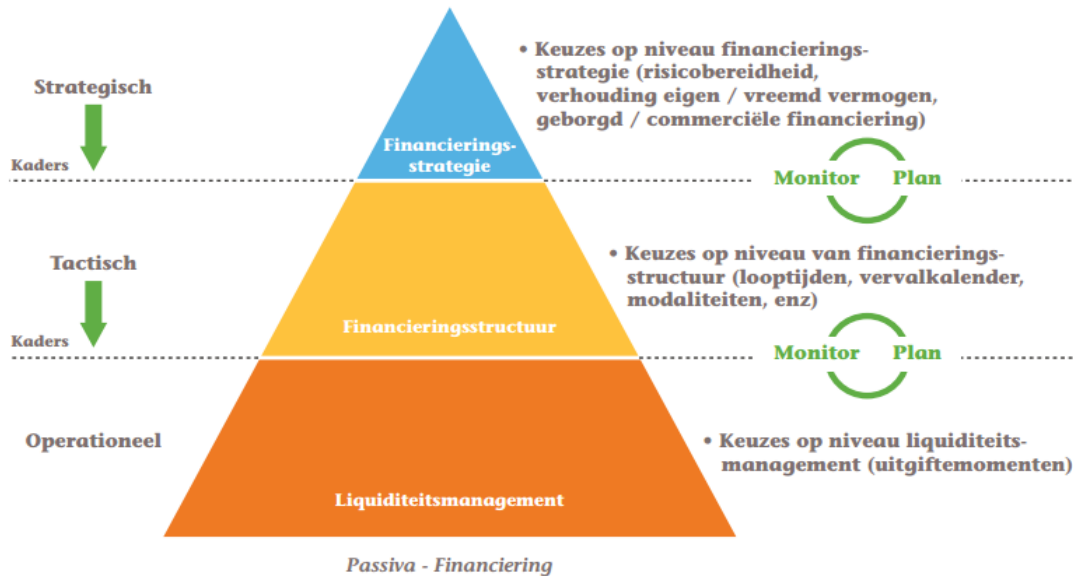 • Keuzes op niveau financierings-
strategie (risicobereidheid,
verhouding eigen / vreemd vermogen,
geborgd / commerciële financiering)
Strategisch
Kaders
Financierings-
strategie
Monitor Plan
• Keuzes op niveau van financierings-
structuur (looptijden, vervalkalender,
modaliteiten, enz)
Tactisch
Kaders
Financieringsstructuur
Monitor Plan
Operationeel
• Keuzes op niveau liquiditeits-
management (uitgiftemomenten)
Liquiditeitsmanagement
Passiva - Financiering